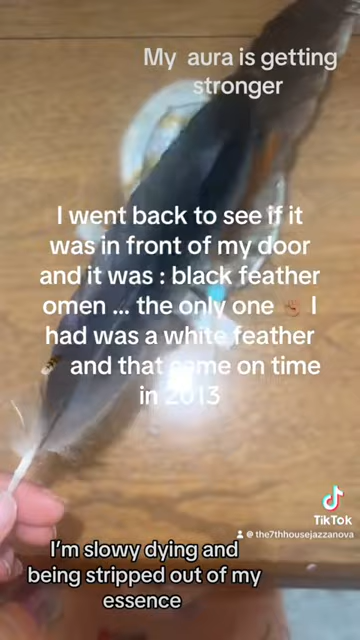 My aura is getting
stronger
I went back to see if it
was in front of my door
and it was : black feather
omen ... the only one ✊🏽 I
had was a white feather
🪶 and that came on time
in 2013
TikTok
@the7thhousejazzanova
I'm slowy dying and
being stripped out of my
essence